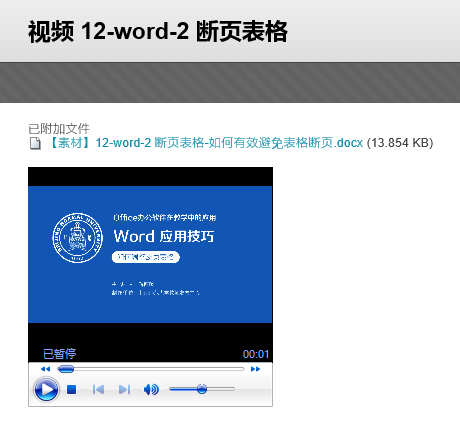 视频 12-word-2 断页表格
已附加文件
【素材】12-word-2 断页表格-如何有效避免表格断页.docx (13.854 KB)
BEIJING NORMAL UNIVERSITY
Office办公软件在教学中的应用
Word 应用技巧
已暂停
00:01